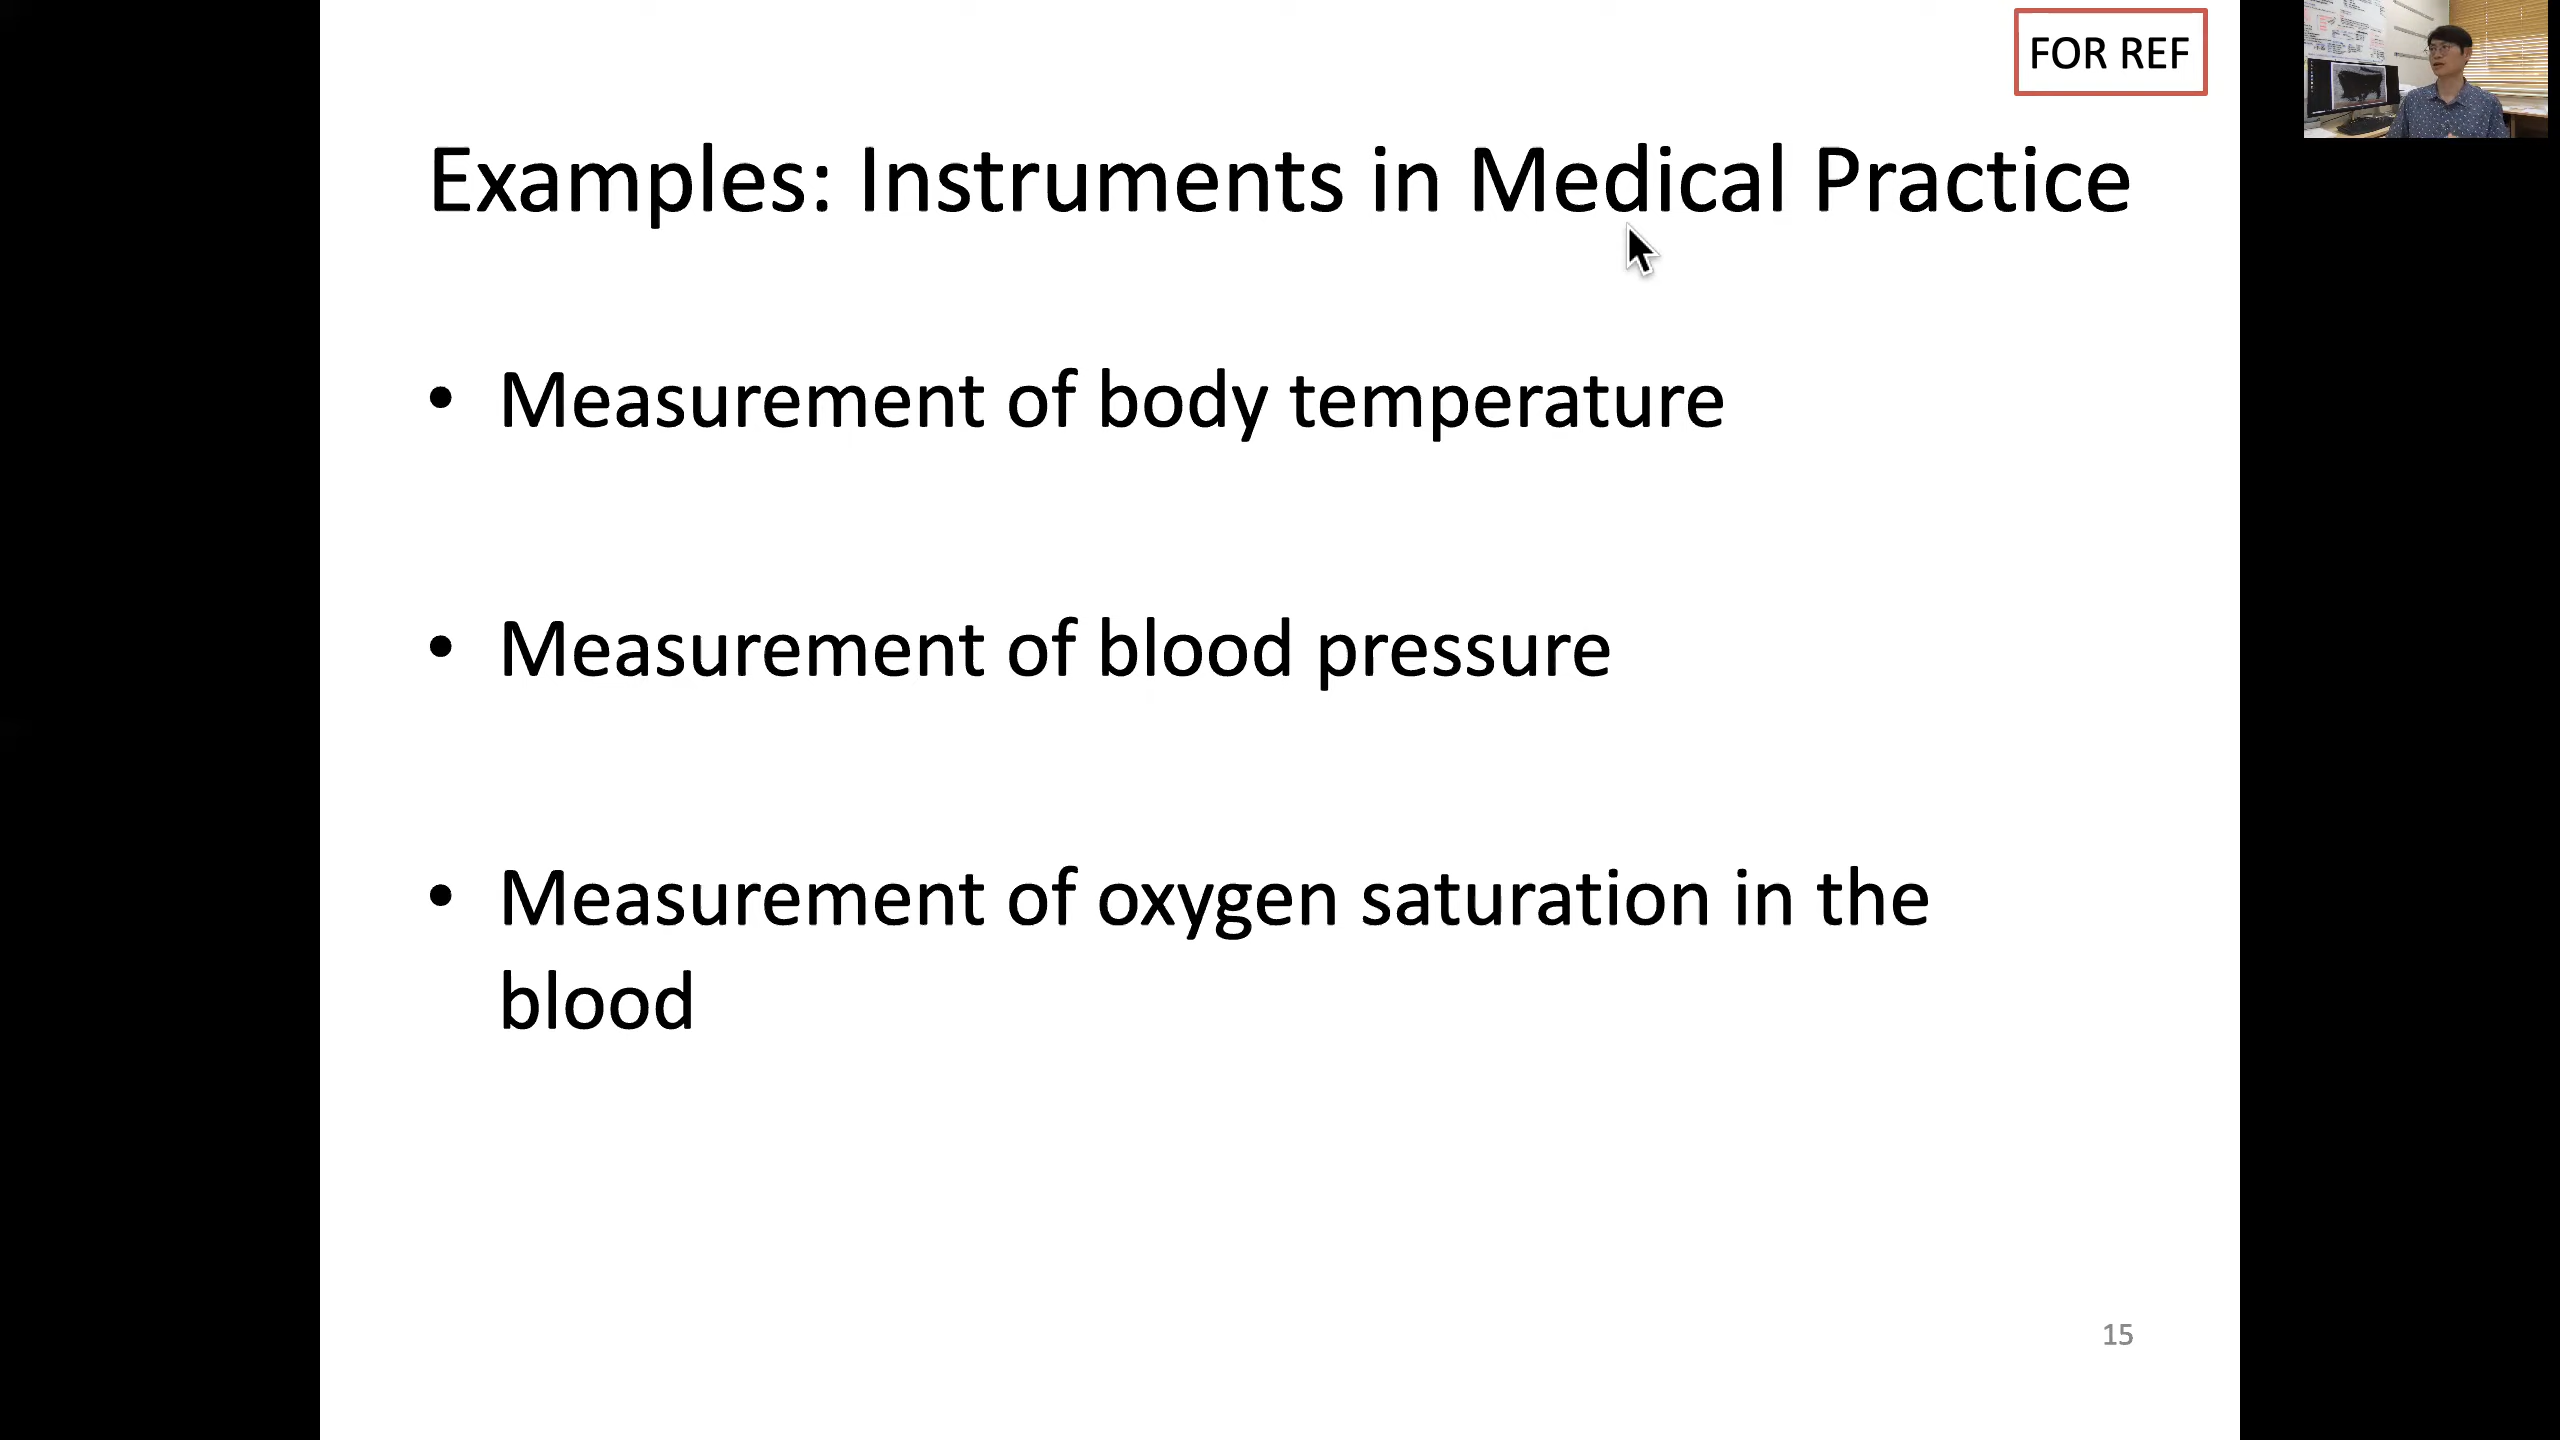 FOR REF
Examples: Instruments in Medical Practice
• Measurement of body temperature
• Measurement of blood pressure
• Measurement of oxygen saturation in the
blood
15